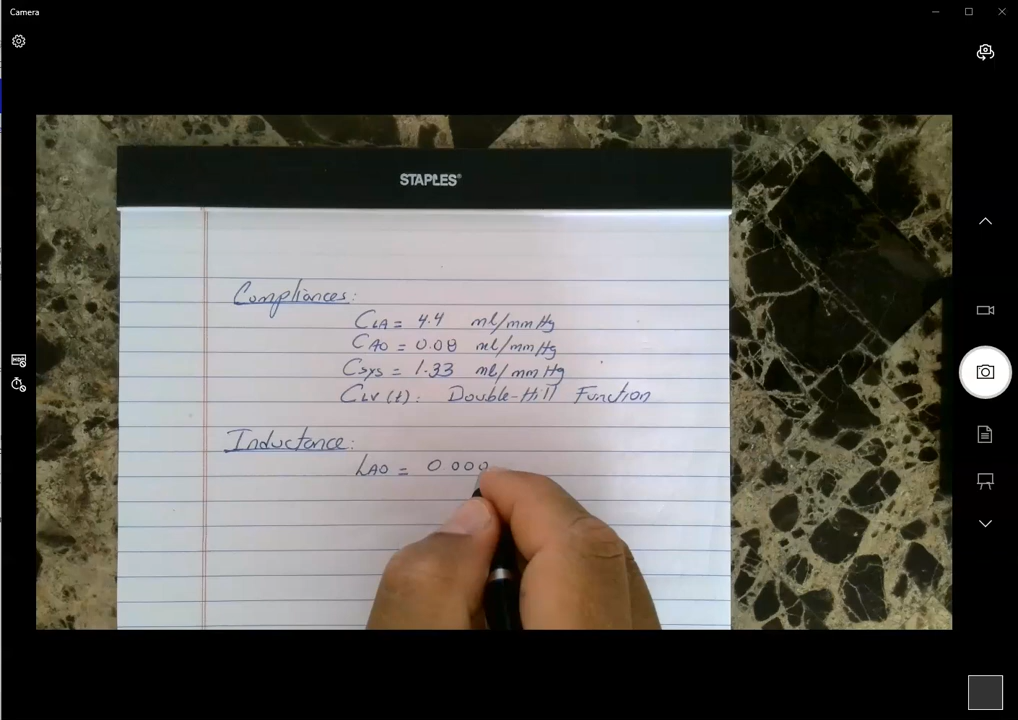 Camera
STAPLES
Compliances:
CLA = 4.4 ml/mmHg
CAO = 0.08 ml/mmHg
Csys = 1.33 ml/mmHg
CLV(t): Double-Hill Function
Inductance:
LAO = 0.000